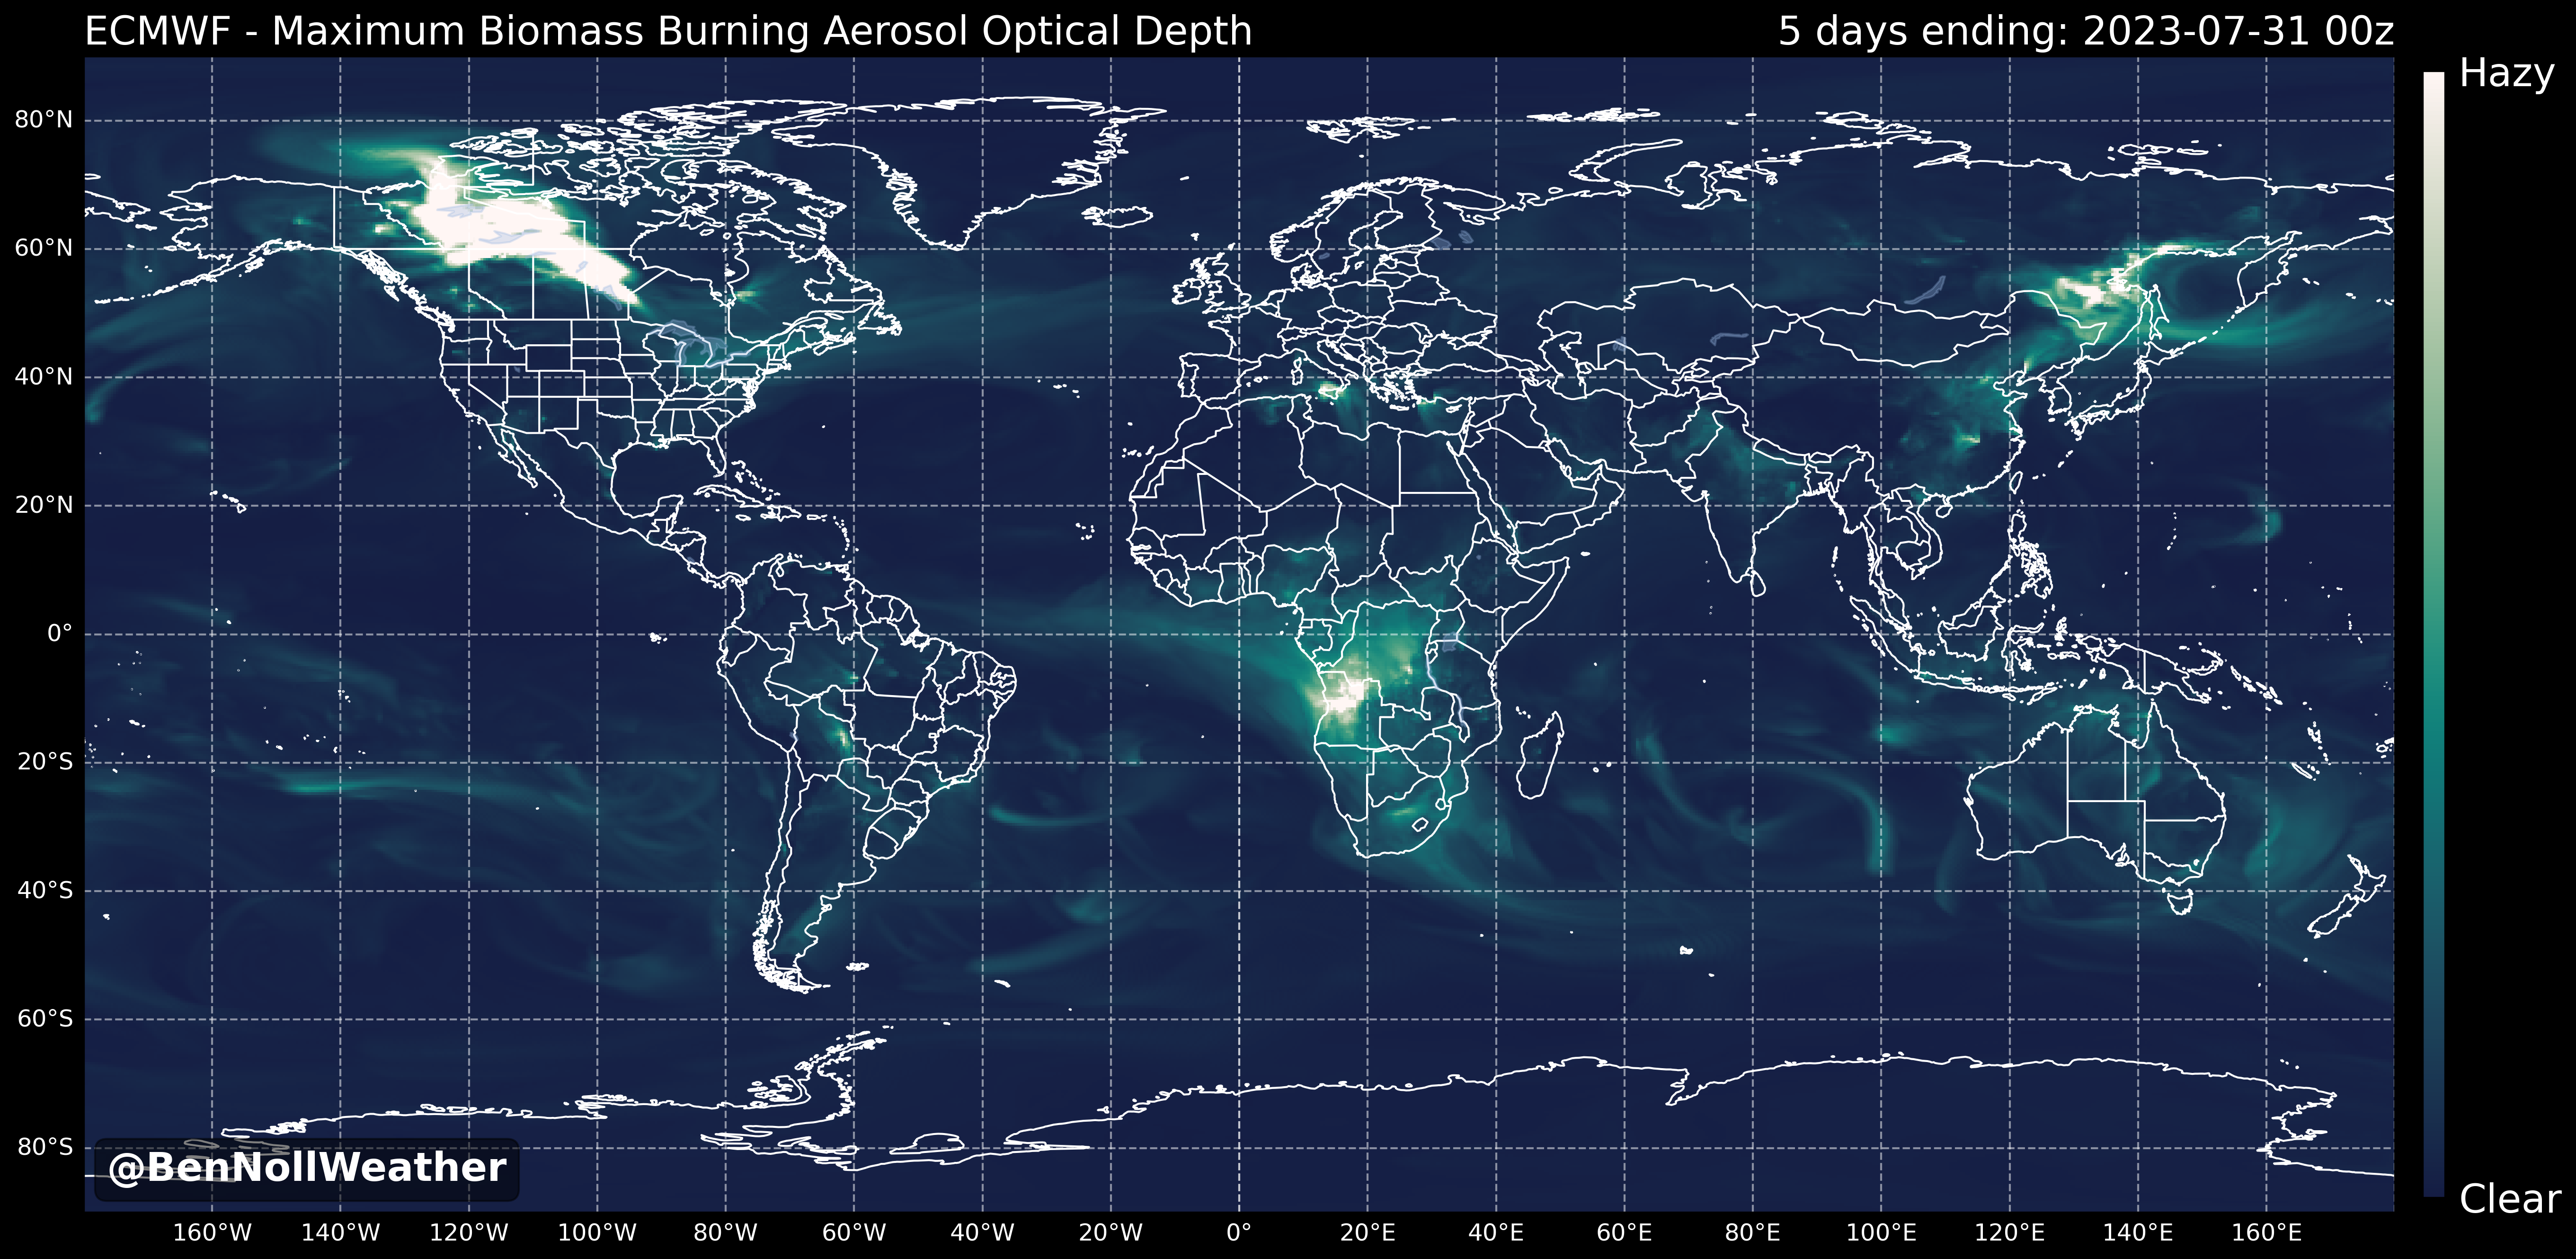 ECMWF - Maximum Biomass Burning Aerosol Optical Depth
5 days ending: 2023-07-31 00z
Hazy
80°N
60°N
40°N
20°N
0°
20°S
40°S
60°S
80°S
@BenNollWeather
Clear
160°W 140°W 120°W 100°W 80°W 60°W 40°W 20°W 0° 20°E 40°E 60°E 80°E 100°E 120°E 140°E 160°E